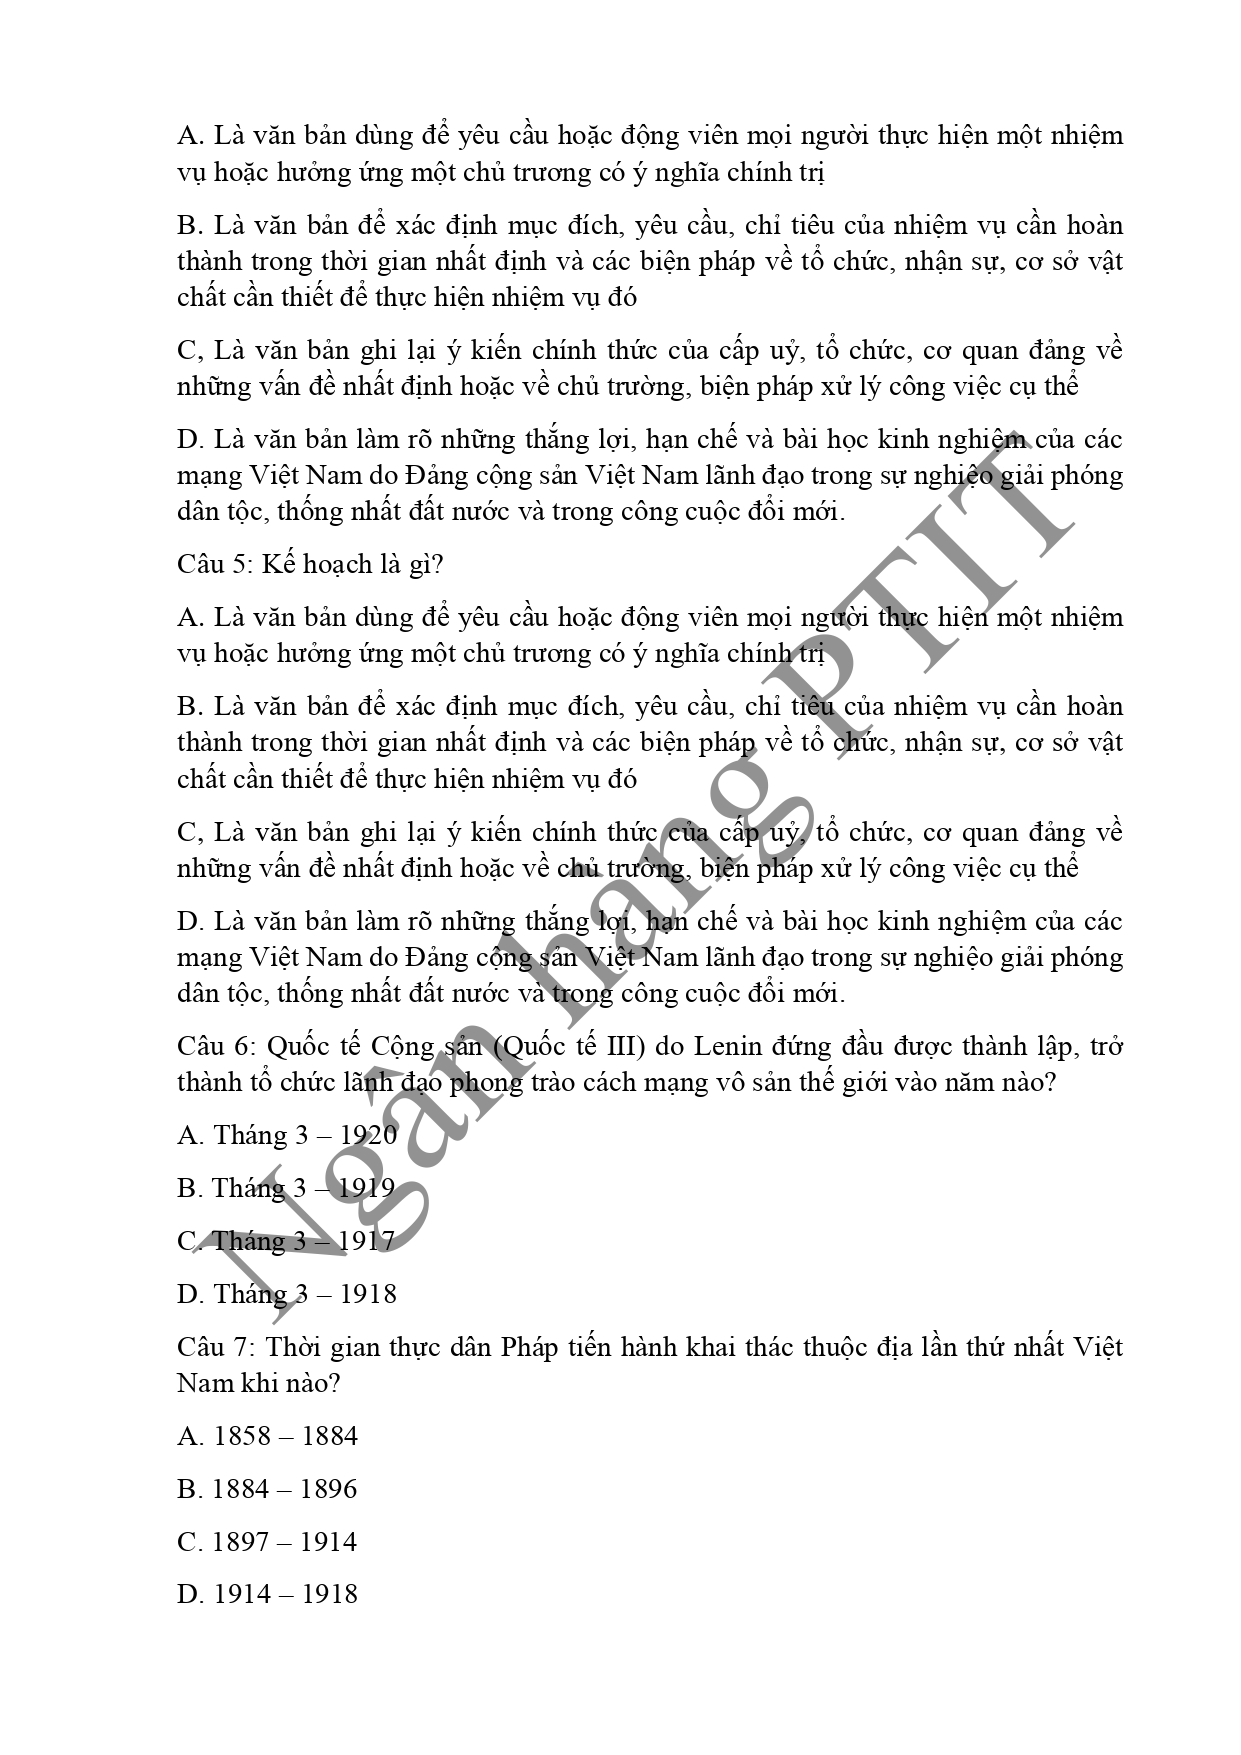 A. Là văn bản dùng để yêu cầu hoặc động viên mọi người thực hiện một nhiệm
vụ hoặc hưởng ứng một chủ trương có ý nghĩa chính trị
B. Là văn bản để xác định mục đích, yêu cầu, chỉ tiêu của nhiệm vụ cần hoàn
thành trong thời gian nhất định và các biện pháp về tổ chức, nhận sự, cơ sở vật
chất cần thiết để thực hiện nhiệm vụ đó
C, Là văn bản ghi lại ý kiến chính thức của cấp uỷ, tổ chức, cơ quan đảng về
những vấn đề nhất định hoặc về chủ trường, biện pháp xử lý công việc cụ thể
D. Là văn bản làm rõ những thắng lợi, hạn chế và bài học kinh nghiệm của các
mạng Việt Nam do Đảng cộng sản Việt Nam lãnh đạo trong sự nghiệo giải phóng
dân tộc, thống nhất đất nước và trong công cuộc đổi mới.
Câu 5: Kế hoạch là gì?
A. Là văn bản dùng để yêu cầu hoặc động viên mọi người thực hiện một nhiệm
vụ hoặc hưởng ứng một chủ trương có ý nghĩa chính trị
B. Là văn bản để xác định mục đích, yêu cầu, chỉ tiêu của nhiệm vụ cần hoàn
thành trong thời gian nhất định và các biện pháp về tổ chức, nhận sự, cơ sở vật
chất cần thiết để thực hiện nhiệm vụ đó
C, Là văn bản ghi lại ý kiến chính thức của cấp uỷ, tổ chức, cơ quan đảng về
những vấn đề nhất định hoặc về chủ trường, biện pháp xử lý công việc cụ thể
D. Là văn bản làm rõ những thắng lợi, hạn chế và bài học kinh nghiệm của các
mạng Việt Nam do Đảng cộng sản Việt Nam lãnh đạo trong sự nghiệo giải phóng
dân tộc, thống nhất đất nước và trong công cuộc đổi mới.
Câu 6: Quốc tế Cộng sản (Quốc tế III) do Lenin đứng đầu được thành lập, trở
thành tổ chức lãnh đạo phong trào cách mạng vô sản thế giới vào năm nào?
A. Tháng 3 – 1920
B. Tháng 3 – 1919
C. Tháng 3 – 1917
D. Tháng 3 – 1918
Câu 7: Thời gian thực dân Pháp tiến hành khai thác thuộc địa lần thứ nhất Việt
Nam khi nào?
A. 1858 – 1884
B. 1884 – 1896
C. 1897 – 1914
D. 1914 – 1918
Ngân hàng PTIT